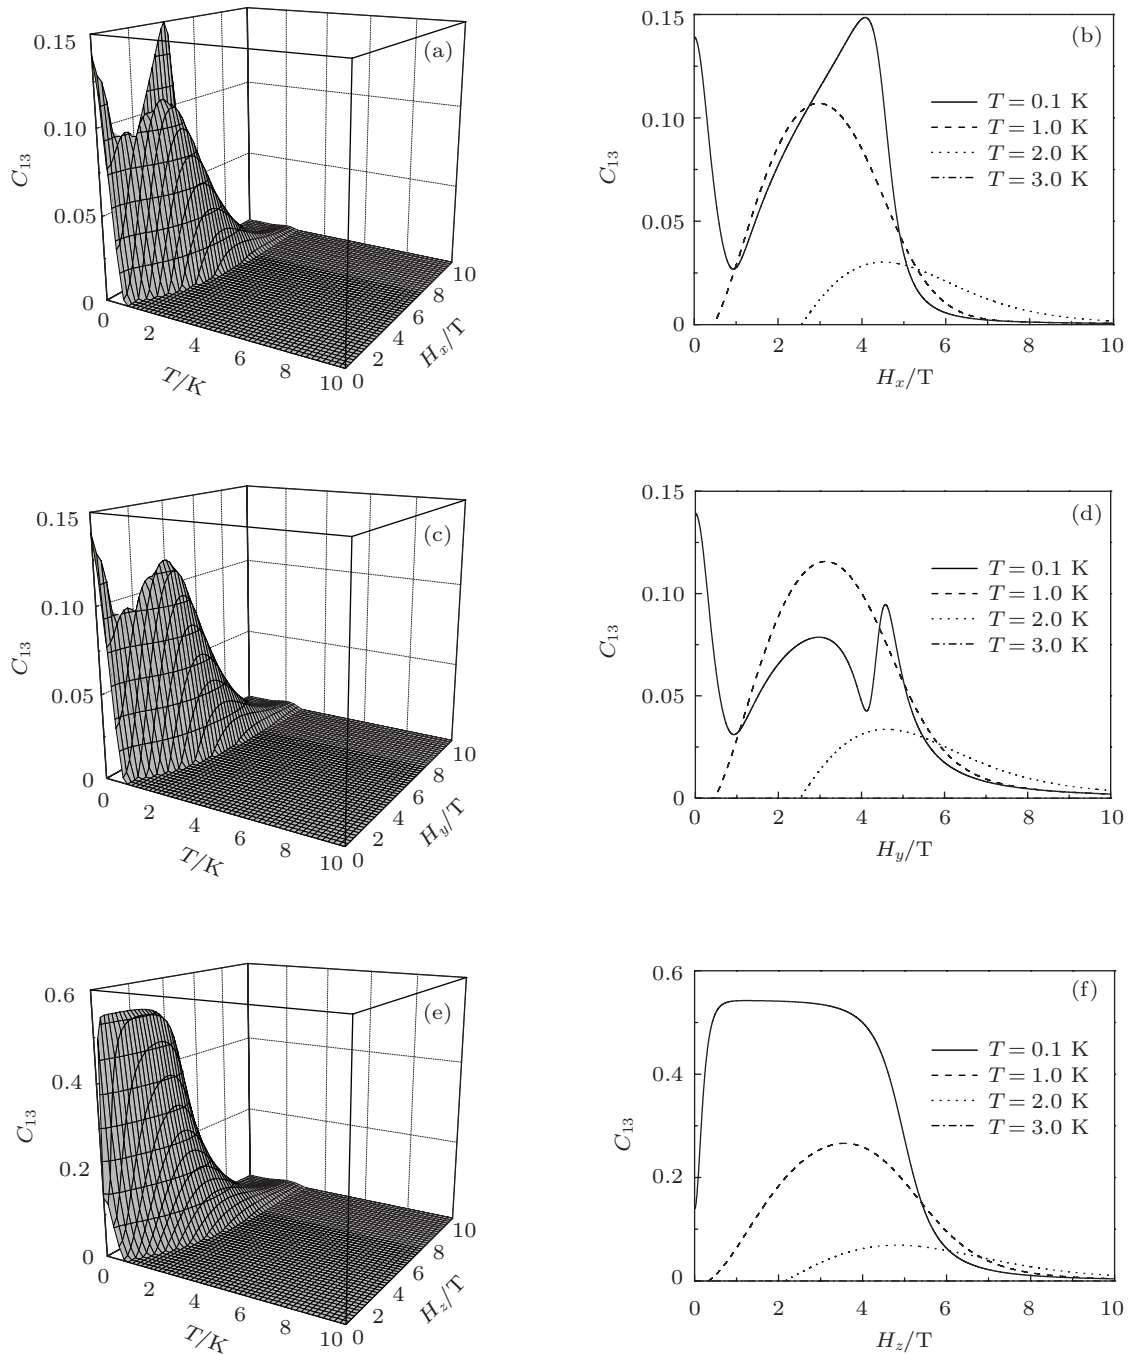 (a)
0.15
0.10
0.05
0
C13
0
2
4
6
8
10
T/K
0
2
4
6
8
10
Hx/T
(b)
0.15
0.10
0.05
0
C13
T = 0.1 K
T = 1.0 K
T = 2.0 K
T = 3.0 K
0 2 4 6 8 10
Hx/T
(c)
0.15
0.10
0.05
0
C13
0
2
4
6
8
10
T/K
0
2
4
6
8
10
Hy/T
(d)
0.15
0.10
0.05
0
C13
T = 0.1 K
T = 1.0 K
T = 2.0 K
T = 3.0 K
0 2 4 6 8 10
Hy/T
(e)
0.6
0.4
0.2
0
C13
0
2
4
6
8
10
T/K
0
2
4
6
8
10
Hz/T
(f)
0.6
0.4
0.2
0
C13
T = 0.1 K
T = 1.0 K
T = 2.0 K
T = 3.0 K
0 2 4 6 8 10
Hz/T